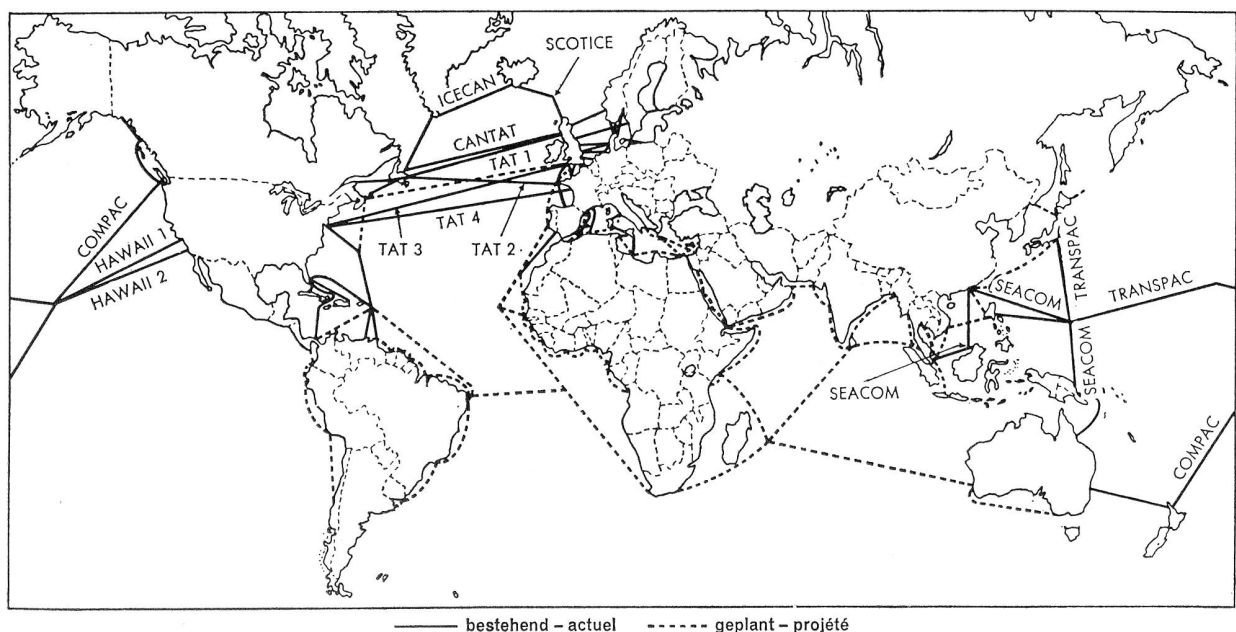 SCOTICE
ICECAN
CANTAT
TAT 1
COMPAC
HAWAII 1
HAWAII 2
TAT 3
TAT 4
TAT 2
TRANSPAC
SEACOM
TRANSPAC
SEACOM
SEACOM
COMPAC
bestehend – actuel
geplant – projété